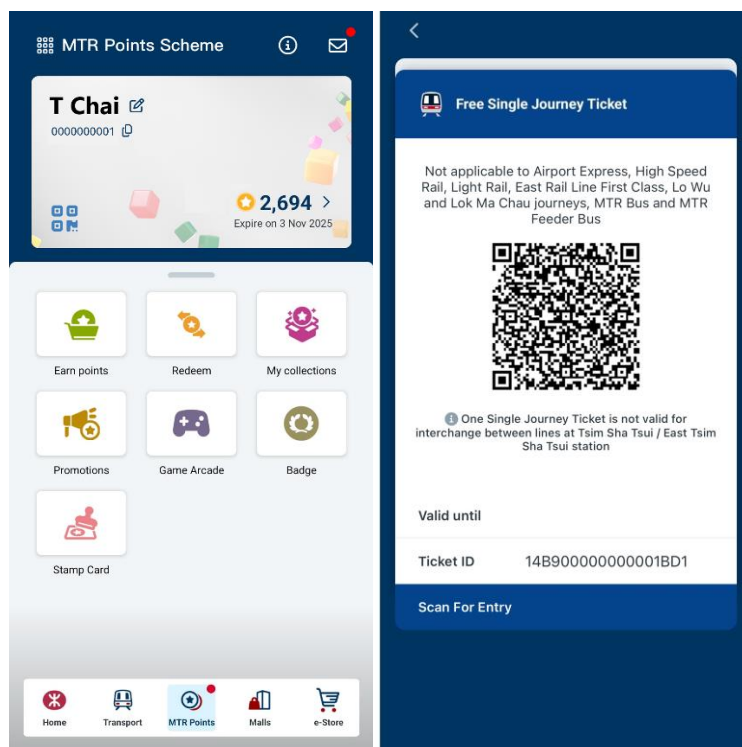 MTR Points Scheme
T Chai
0000000001
2,694
Expire on 3 Nov 2025
Earn points
Redeem
My collections
Promotions
Game Arcade
Badge
Stamp Card
Home
Transport
MTR Points
Malls
e-Store
Free Single Journey Ticket
Not applicable to Airport Express, High Speed
Rail, Light Rail, East Rail Line First Class, Lo Wu
and Lok Ma Chau journeys, MTR Bus and MTR
Feeder Bus
One Single Journey Ticket is not valid for
interchange between lines at Tsim Sha Tsui / East Tsim
Sha Tsui station
Valid until
Ticket ID 14B900000000001BD1
Scan For Entry